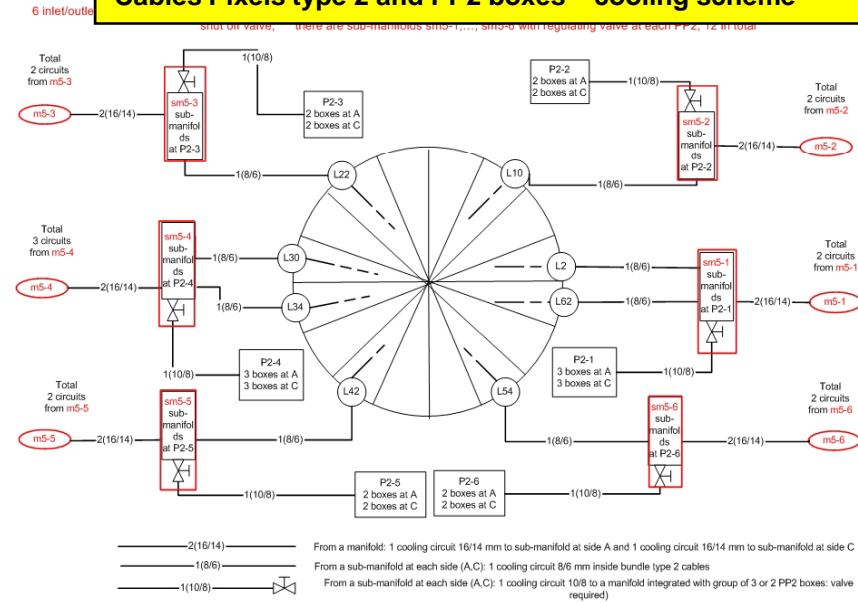 Cables Pixels type 2 and PP2 boxes – cooling scheme
6 inlet/outle
shut off valve, there are sub-manifolds sm5-1,…, sm5-6 with regulating valve at each PP2, 12 in total
Total
2 circuits
from m5-3
m5-3
2(16/14)
sm5-3
sub-
manifol
ds
at P2-3
1(10/8)
P2-3
2 boxes at A
2 boxes at C
1(8/6)
L22
P2-2
2 boxes at A
2 boxes at C
1(10/8)
sm5-2
sub-
manifol
ds
at P2-2
Total
2 circuits
from m5-2
2(16/14)
m5-2
1(8/6)
L10
Total
3 circuits
from m5-4
m5-4
2(16/14)
sm5-4
sub-
manifol
ds
at P2-4
1(8/6)
L30
1(8/6)
L34
1(10/8)
P2-4
3 boxes at A
3 boxes at C
L2
1(8/6)
L62
1(8/6)
sm5-1
sub-
manifol
ds
at P2-1
Total
2 circuits
from m5-1
2(16/14)
m5-1
P2-1
3 boxes at A
3 boxes at C
1(10/8)
Total
2 circuits
from m5-5
m5-5
2(16/14)
sm5-5
sub-
manifol
ds
at P2-5
1(8/6)
L42
1(10/8)
P2-5
2 boxes at A
2 boxes at C
L54
1(8/6)
sm5-6
sub-
manifol
ds
at P2-6
Total
2 circuits
from m5-6
2(16/14)
m5-6
P2-6
2 boxes at A
2 boxes at C
1(10/8)
2(16/14) From a manifold: 1 cooling circuit 16/14 mm to sub-manifold at side A and 1 cooling circuit 16/14 mm to sub-manifold at side C
1(8/6) From a sub-manifold at each side (A,C): 1 cooling circuit 8/6 mm inside bundle type 2 cables
1(10/8) From a sub-manifold at each side (A,C): 1 cooling circuit 10/8 to a manifold integrated with group of 3 or 2 PP2 boxes: valve
required)